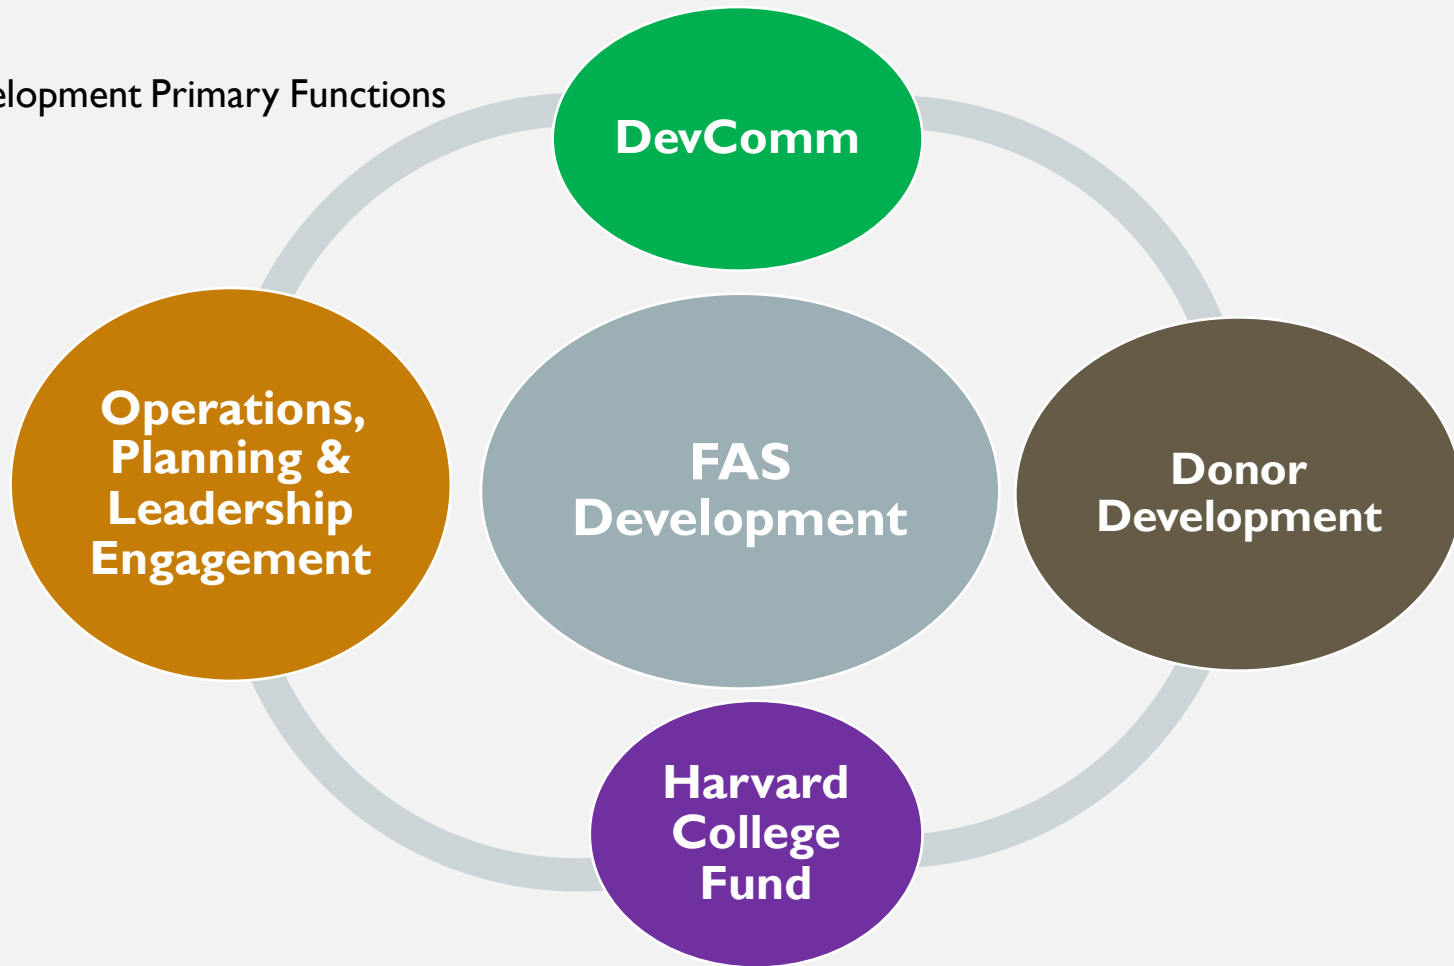 elopment Primary Functions
DevComm
Operations,
Planning &
Leadership
Engagement
FAS
Development
Donor
Development
Harvard
College
Fund